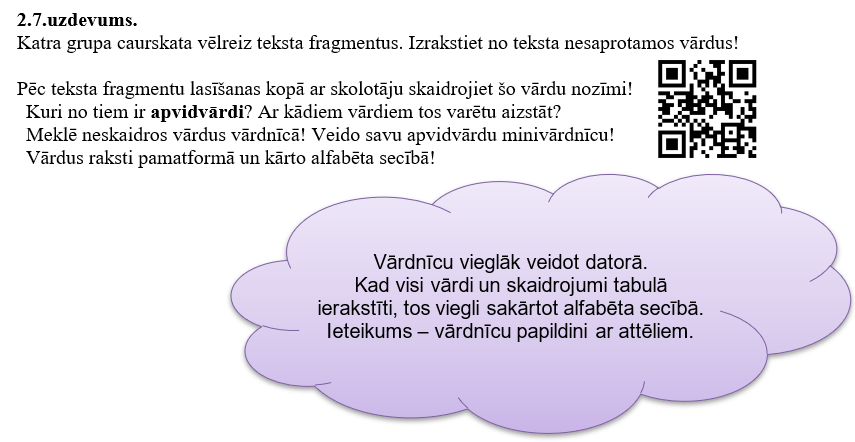 2.7.uzdevums.
Katra grupa caurskata vēlreiz teksta fragmentus. Izrakstiet no teksta nesaprotamos vārdus!
Pēc teksta fragmentu lasīšanas kopā ar skolotāju skaidrojiet šo vārdu nozīmi!
Kuri no tiem ir apvidvārdi? Ar kādiem vārdiem tos varētu aizstāt?
Meklē neskaidros vārdus vārdnīcā! Veido savu apvidvārdu minivārdnīcu!
Vārdus raksti pamatformā un kārto alfabēta secībā!
Vārdnīcu vieglāk veidot datorā.
Kad visi vārdi un skaidrojumi tabulā
ierakstīti, tos viegli sakārtot alfabēta secībā.
Ieteikums – vārdnīcu papildini ar attēliem.